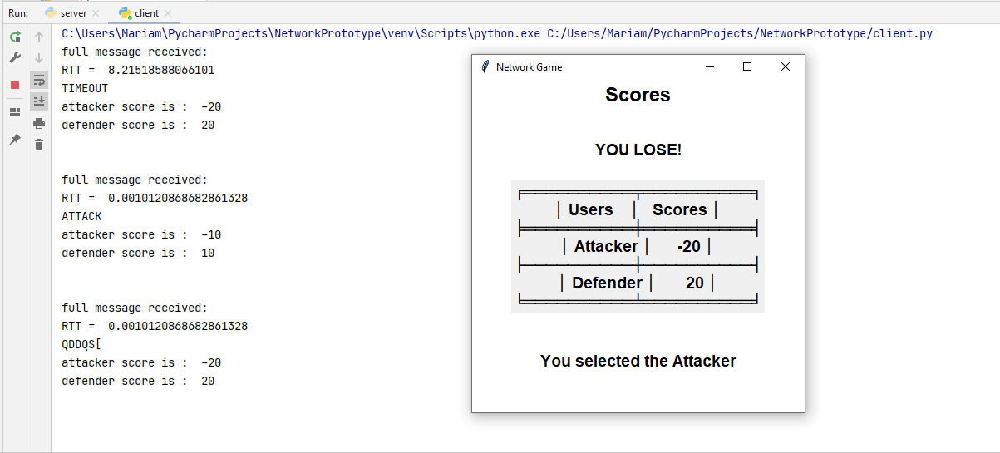 Run: server client
C:\Users\Mariam\PycharmProjects\NetworkPrototype\venv\Scripts\python.exe C:/Users/Mariam/PycharmProjects/NetworkPrototype/client.py
full message received:
RTT =  8.21518588066101
TIMEOUT
attacker score is :  -20
defender score is :  20
full message received:
RTT =  0.0010120868682861328
ATTACK
attacker score is :  -10
defender score is :  10
full message received:
RTT =  0.0010120868682861328
QDDQS[
attacker score is :  -20
defender score is :  20
Network Game
Scores
YOU LOSE!
╒══════════╤══════════╕
│ Users │ Scores │
╞══════════╪══════════╡
│ Attacker │ -20 │
├──────────┼──────────┤
│ Defender │ 20 │
╘══════════╧══════════╛
You selected the Attacker